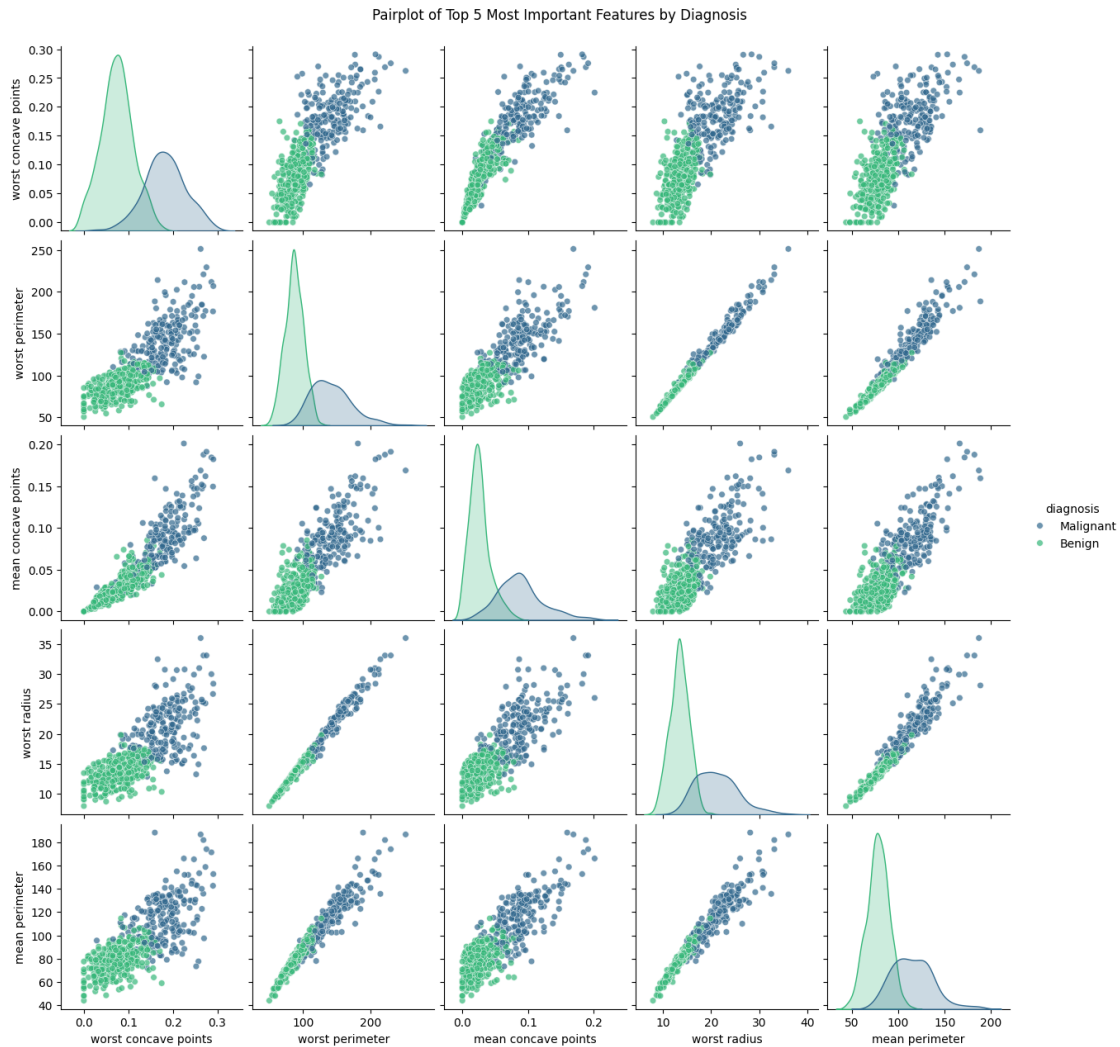 Pairplot of Top 5 Most Important Features by Diagnosis
worst concave points
0.30
0.25
0.20
0.15
0.10
0.05
0.00
worst perimeter
250
200
150
100
50
mean concave points
0.20
0.15
0.10
0.05
0.00
diagnosis
Malignant
Benign
worst radius
35
30
25
20
15
10
mean perimeter
180
160
140
120
100
80
60
40
0.0 0.1 0.2 0.3
100 200
0.0 0.1 0.2
10 20 30 40
50 100 150 200
worst concave points
worst perimeter
mean concave points
worst radius
mean perimeter